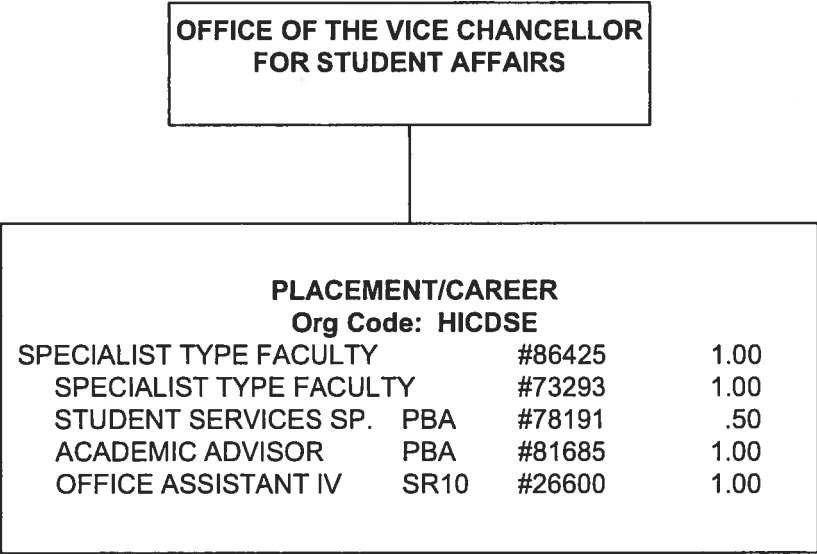 OFFICE OF THE VICE CHANCELLOR
FOR STUDENT AFFAIRS
PLACEMENT/CAREER
Org Code: HICDSE
SPECIALIST TYPE FACULTY #86425 1.00
SPECIALIST TYPE FACULTY #73293 1.00
STUDENT SERVICES SP. PBA #78191 .50
ACADEMIC ADVISOR PBA #81685 1.00
OFFICE ASSISTANT IV SR10 #26600 1.00